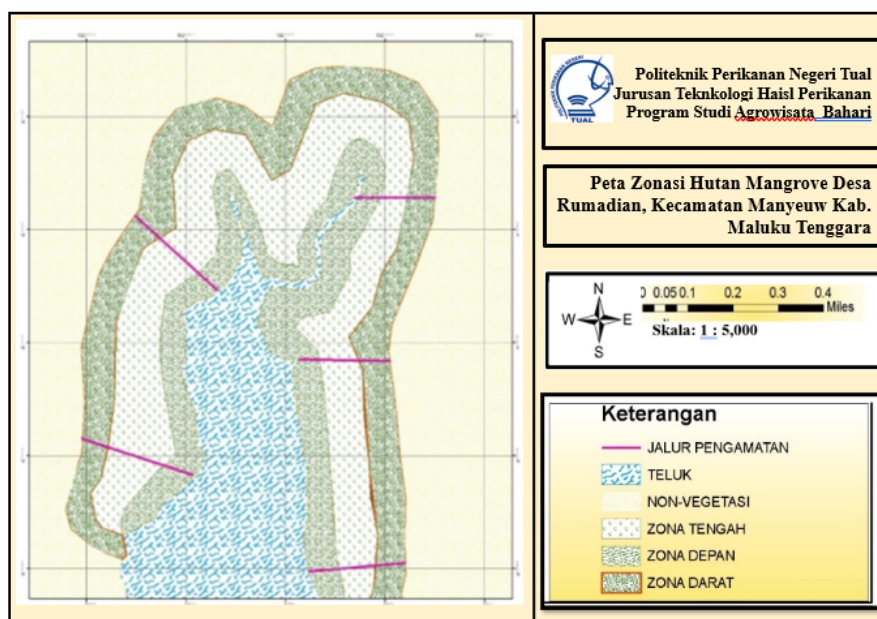 Politeknik Perikanan Negeri Tual
Jurusan Teknkologi Haisl Perikanan
Program Studi Agrowisata Bahari
TUAL
Peta Zonasi Hutan Mangrove Desa
Rumadian, Kecamatan Manyeuw Kab.
Maluku Tenggara
N
W E
S
0 0.05 0.1 0.2 0.3 0.4
Miles
Skala: 1 : 5,000
Keterangan
JALUR PENGAMATAN
TELUK
NON-VEGETASI
ZONA TENGAH
ZONA DEPAN
ZONA DARAT